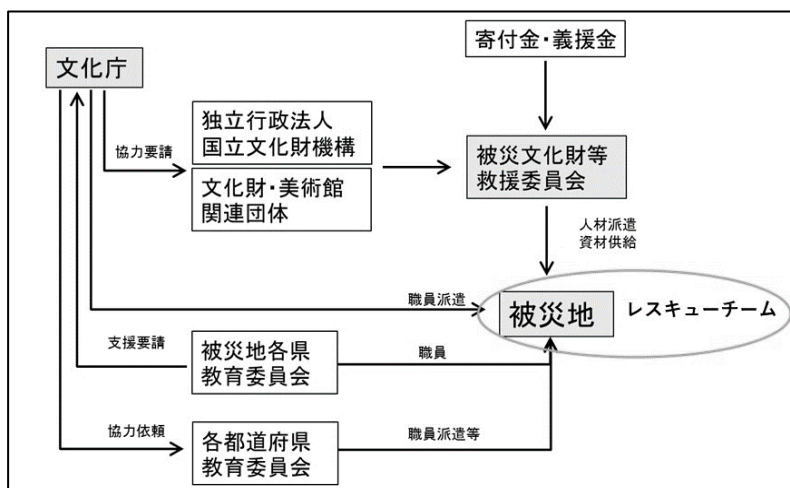 寄付金・義援金
文化庁
独立行政法人
国立文化財機構
協力要請
被災文化財等
救援委員会
文化財・美術館
関連団体
人材派遣
資材供給
職員派遣
被災地
レスキューチーム
支援要請
被災地各県
教育委員会
職員
協力依頼
各都道府県
教育委員会
職員派遣等